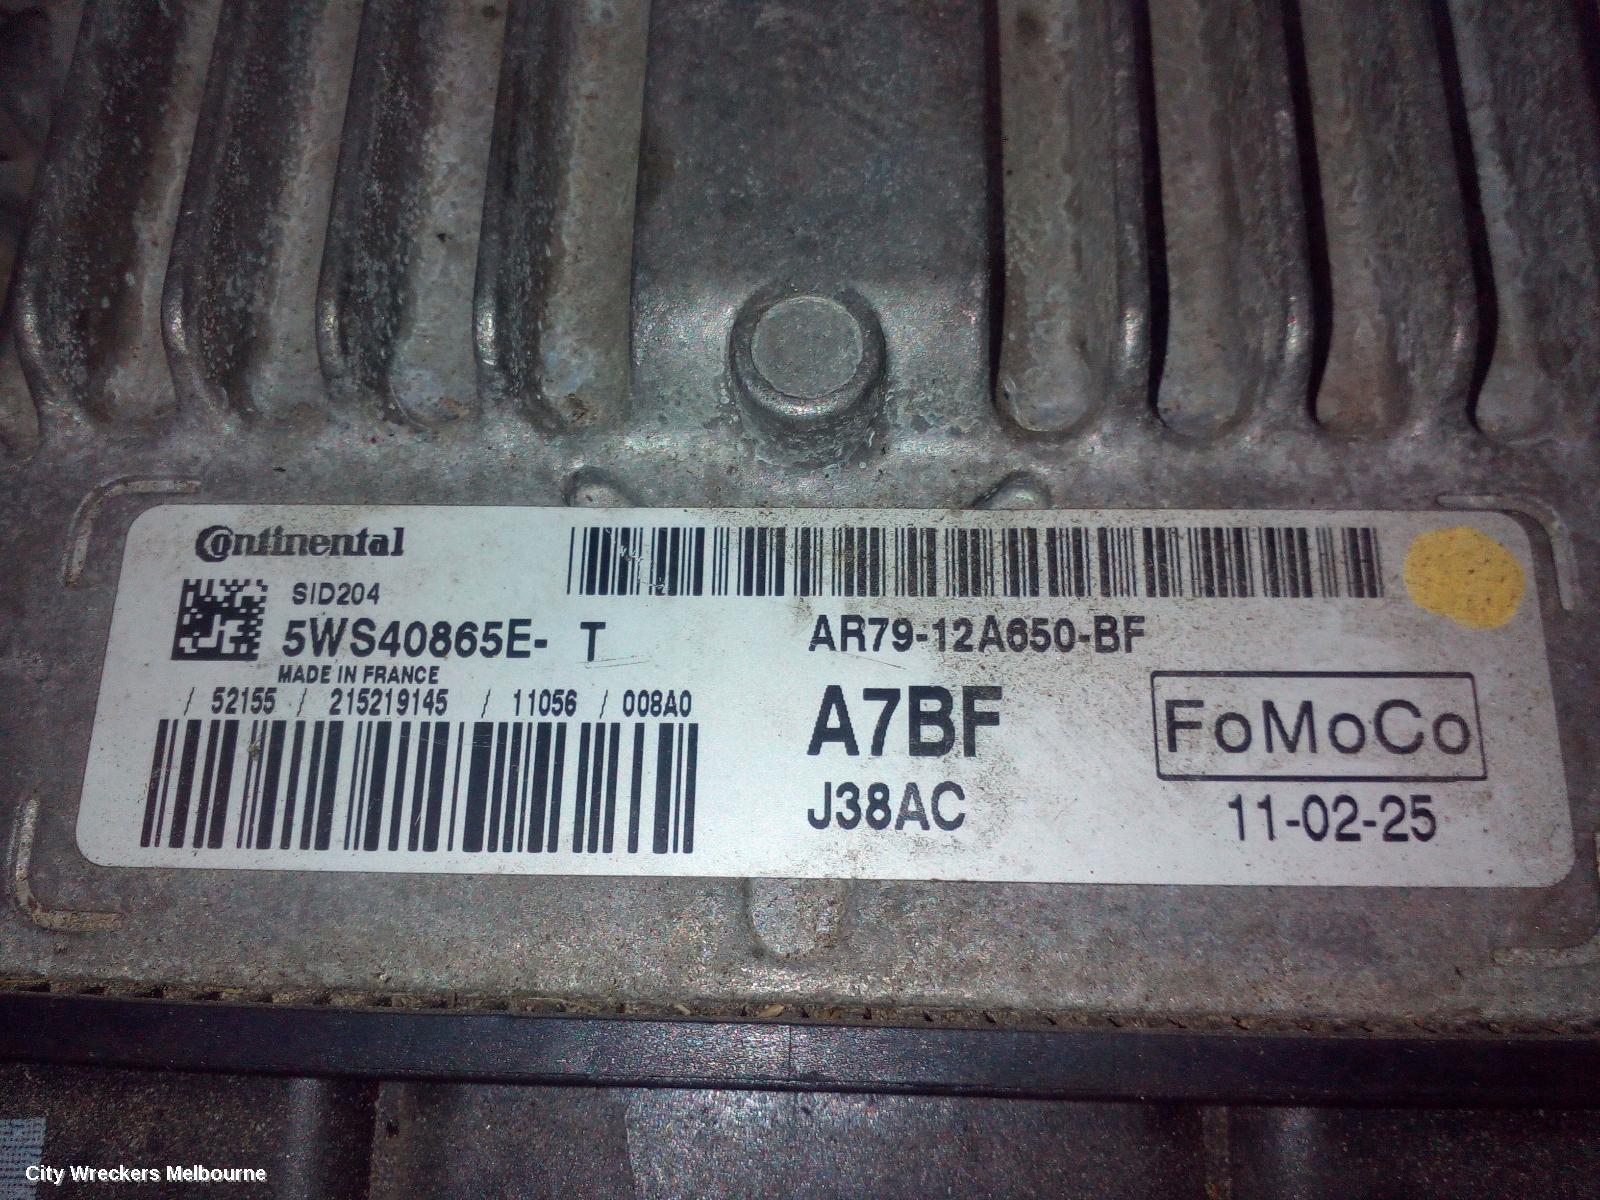 Continental
SID204
5WS40865E- T
MADE IN FRANCE
/ 52155 / 215219145 / 11056 / 008A0
AR79-12A650-BF
A7BF
FoMoCo
J38AC
11-02-25
City Wreckers Melbourne